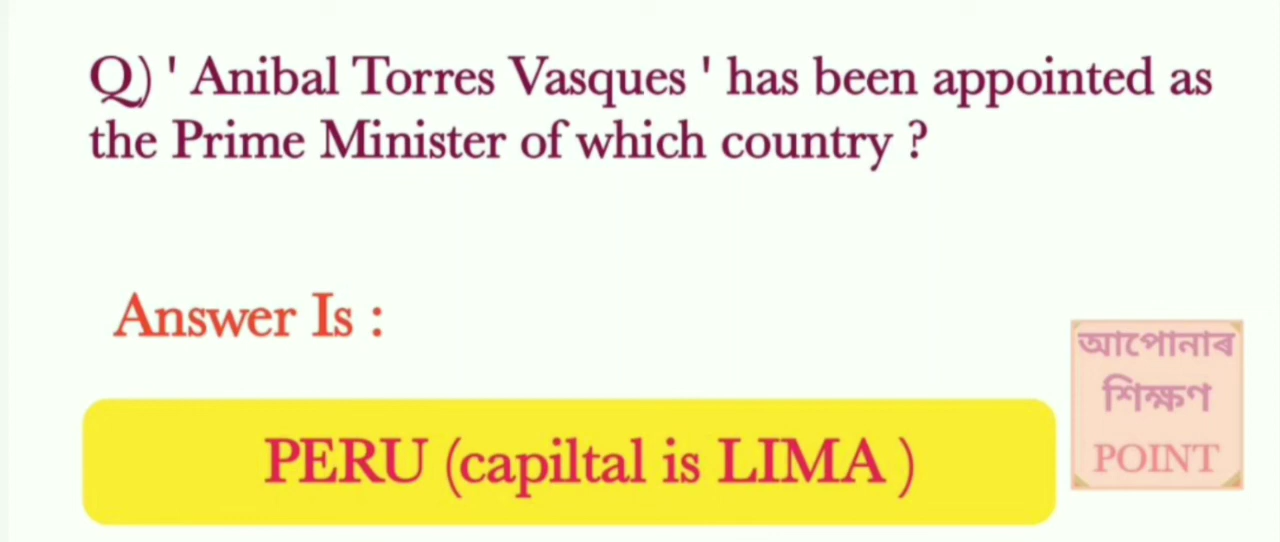 Q) ' Anibal Torres Vasques ' has been appointed as
the Prime Minister of which country ?
Answer Is :
PERU (capiltal is LIMA )
আপোনাৰ
শিক্ষণ
POINT